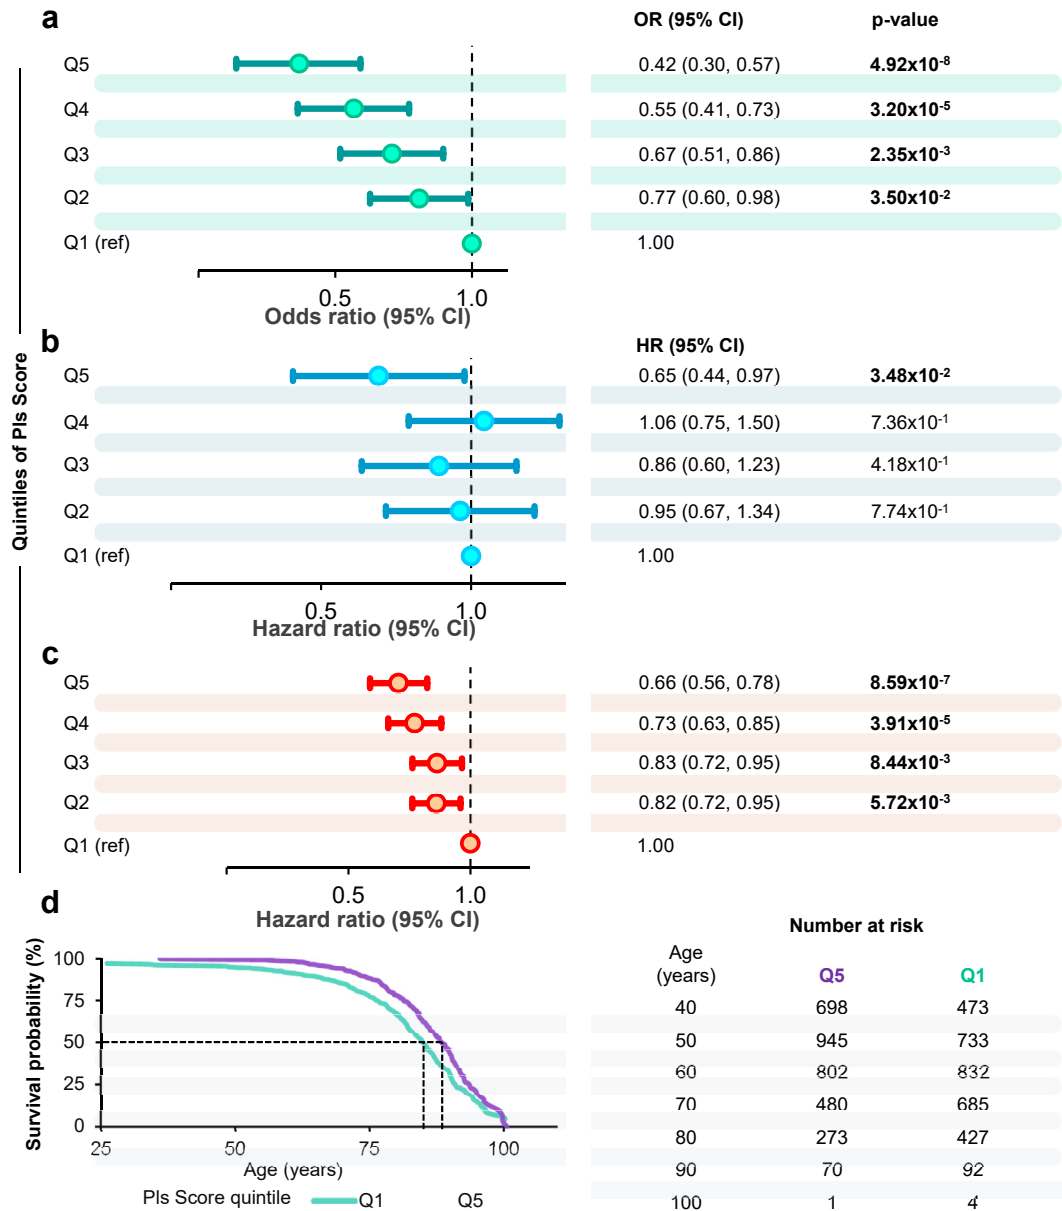 a
OR (95% CI) p-value
Q5 0.42 (0.30, 0.57) 4.92x10⁻⁸
Q4 0.55 (0.41, 0.73) 3.20x10⁻⁵
Q3 0.67 (0.51, 0.86) 2.35x10⁻³
Q2 0.77 (0.60, 0.98) 3.50x10⁻²
Q1 (ref) 1.00
0.5 1.0
Odds ratio (95% CI)
Quintiles of PIs Score
b
HR (95% CI)
Q5 0.65 (0.44, 0.97) 3.48x10⁻²
Q4 1.06 (0.75, 1.50) 7.36x10⁻¹
Q3 0.86 (0.60, 1.23) 4.18x10⁻¹
Q2 0.95 (0.67, 1.34) 7.74x10⁻¹
Q1 (ref) 1.00
0.5 1.0
Hazard ratio (95% CI)
c
Q5 0.66 (0.56, 0.78) 8.59x10⁻⁷
Q4 0.73 (0.63, 0.85) 3.91x10⁻⁵
Q3 0.83 (0.72, 0.95) 8.44x10⁻³
Q2 0.82 (0.72, 0.95) 5.72x10⁻³
Q1 (ref) 1.00
0.5 1.0
Hazard ratio (95% CI)
d
Survival probability (%)
100
75
50
25
0
25 50 75 100
Age (years)
PIs Score quintile Q1 Q5
Number at risk
Age
(years) Q5 Q1
40 698 473
50 945 733
60 802 832
70 480 685
80 273 427
90 70 92
100 1 4